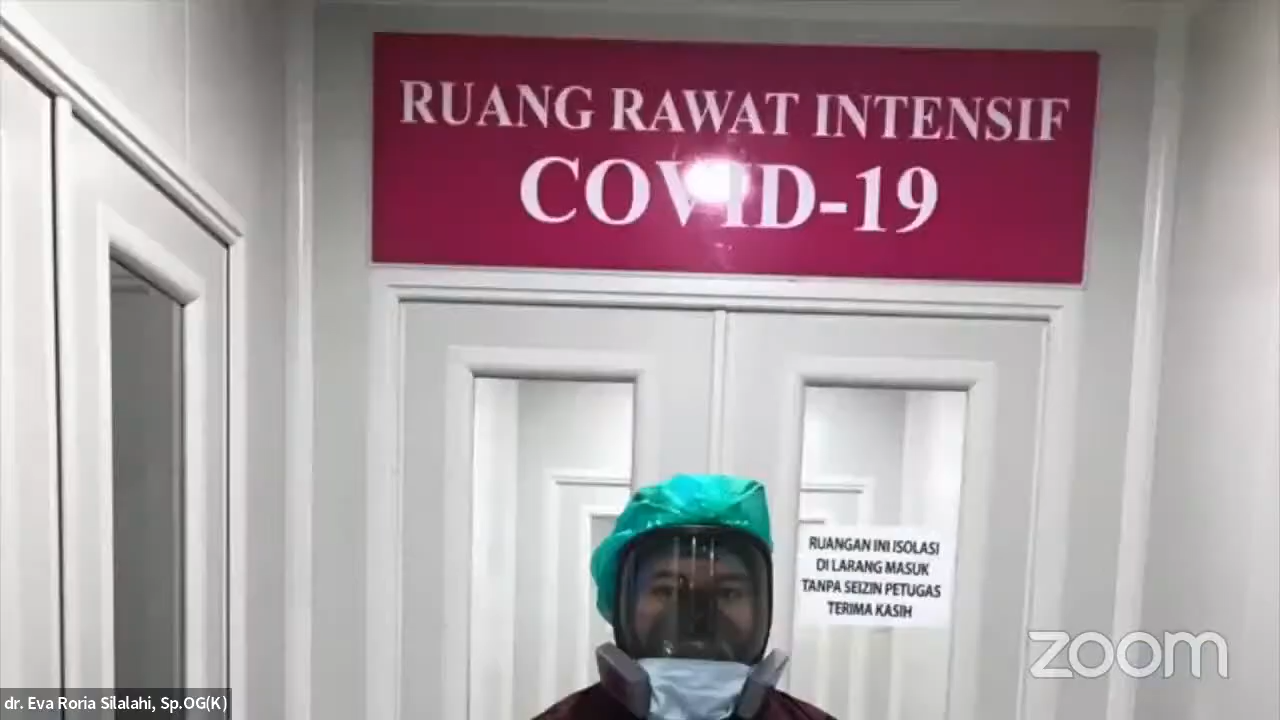 RUANG RAWAT INTENSIF
COVID-19
RUANGAN INI ISOLASI
DI LARANG MASUK
TANPA SEIZIN PETUGAS
TERIMA KASIH
zoom
dr. Eva Roria Silalahi, Sp.OG(K)